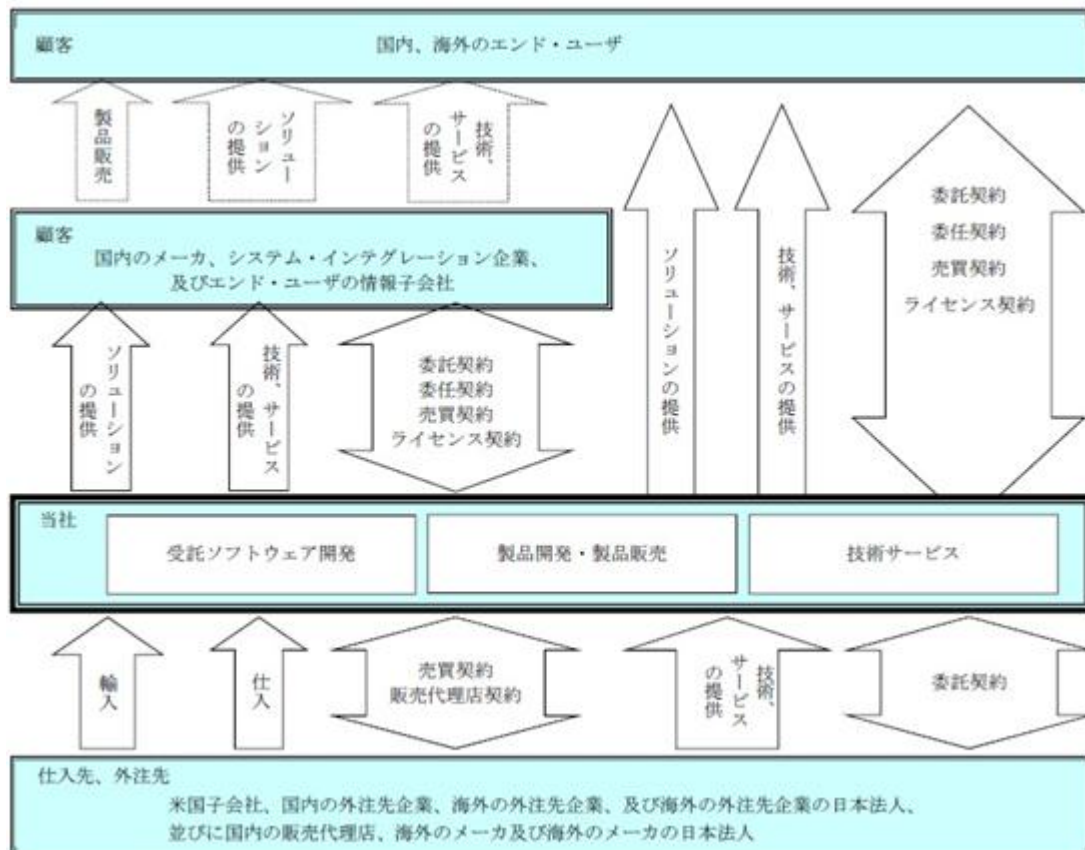 顧客
国内、海外のエンド・ユーザ
製品販売
ソリュー
ション
の提供
技術、
サービス
の提供
顧客
国内のメーカ、システム・インテグレーション企業、
及びエンド・ユーザの情報子会社
ソリューションの提供
技術、サービスの提供
委託契約
委任契約
売買契約
ライセンス契約
ソリューション
の提供
技術、サービス
の提供
委託契約
委任契約
売買契約
ライセンス契約
当社
受託ソフトウェア開発
製品開発・製品販売
技術サービス
輸入
仕入
売買契約
販売代理店契約
技術、
サービス
の提供
委託契約
仕入先、外注先
米国子会社、国内の外注先企業、海外の外注先企業、及び海外の外注先企業の日本法人、
並びに国内の販売代理店、海外のメーカ及び海外のメーカの日本法人